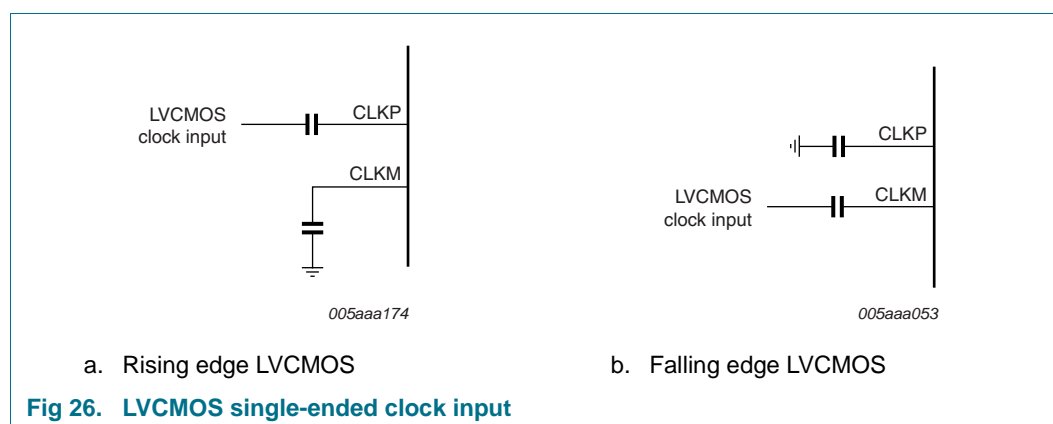 LVCMOS
clock input
CLKP
CLKM
005aaa174
a. Rising edge LVCMOS
CLKP
LVCMOS
clock input
CLKM
005aaa053
b. Falling edge LVCMOS
Fig 26. LVCMOS single-ended clock input